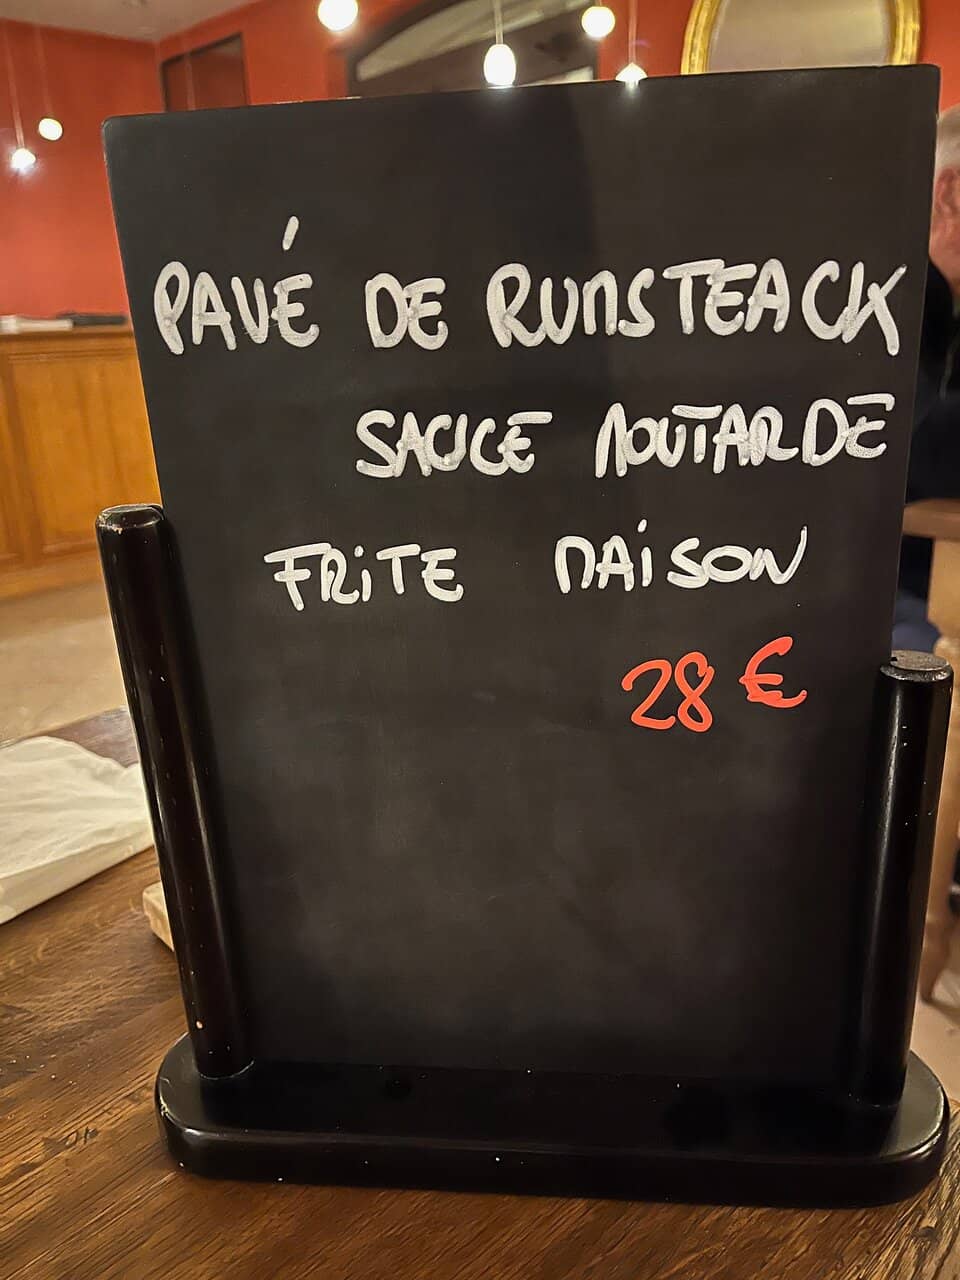 PAVÉ DE RUMSTEACK
SAUCE MOUTARDE
FRITE MAISON
28 €